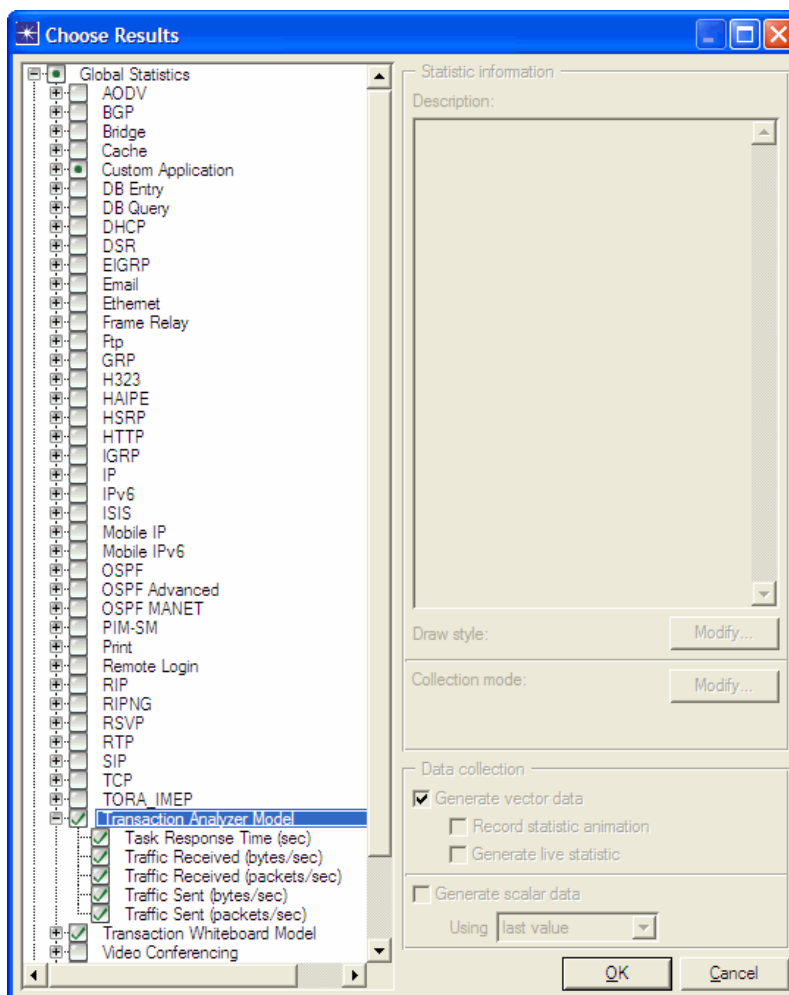 Choose Results
Global Statistics
AODV
BGP
Bridge
Cache
Custom Application
DB Entry
DB Query
DHCP
DSR
EIGRP
Email
Ethernet
Frame Relay
Ftp
GRP
H323
HAIPE
HSRP
HTTP
IGRP
IP
IPv6
ISIS
Mobile IP
Mobile IPv6
OSPF
OSPF Advanced
OSPF MANET
PIM-SM
Print
Remote Login
RIP
RIPNG
RSVP
RTP
SIP
TCP
TORA_IMEP
Transaction Analyzer Model
Task Response Time (sec)
Traffic Received (bytes/sec)
Traffic Received (packets/sec)
Traffic Sent (bytes/sec)
Traffic Sent (packets/sec)
Transaction Whiteboard Model
Video Conferencing
Statistic information
Description:
Draw style:
Modify...
Collection mode:
Modify...
Data collection
Generate vector data
Record statistic animation
Generate live statistic
Generate scalar data
Using last value
OK
Cancel